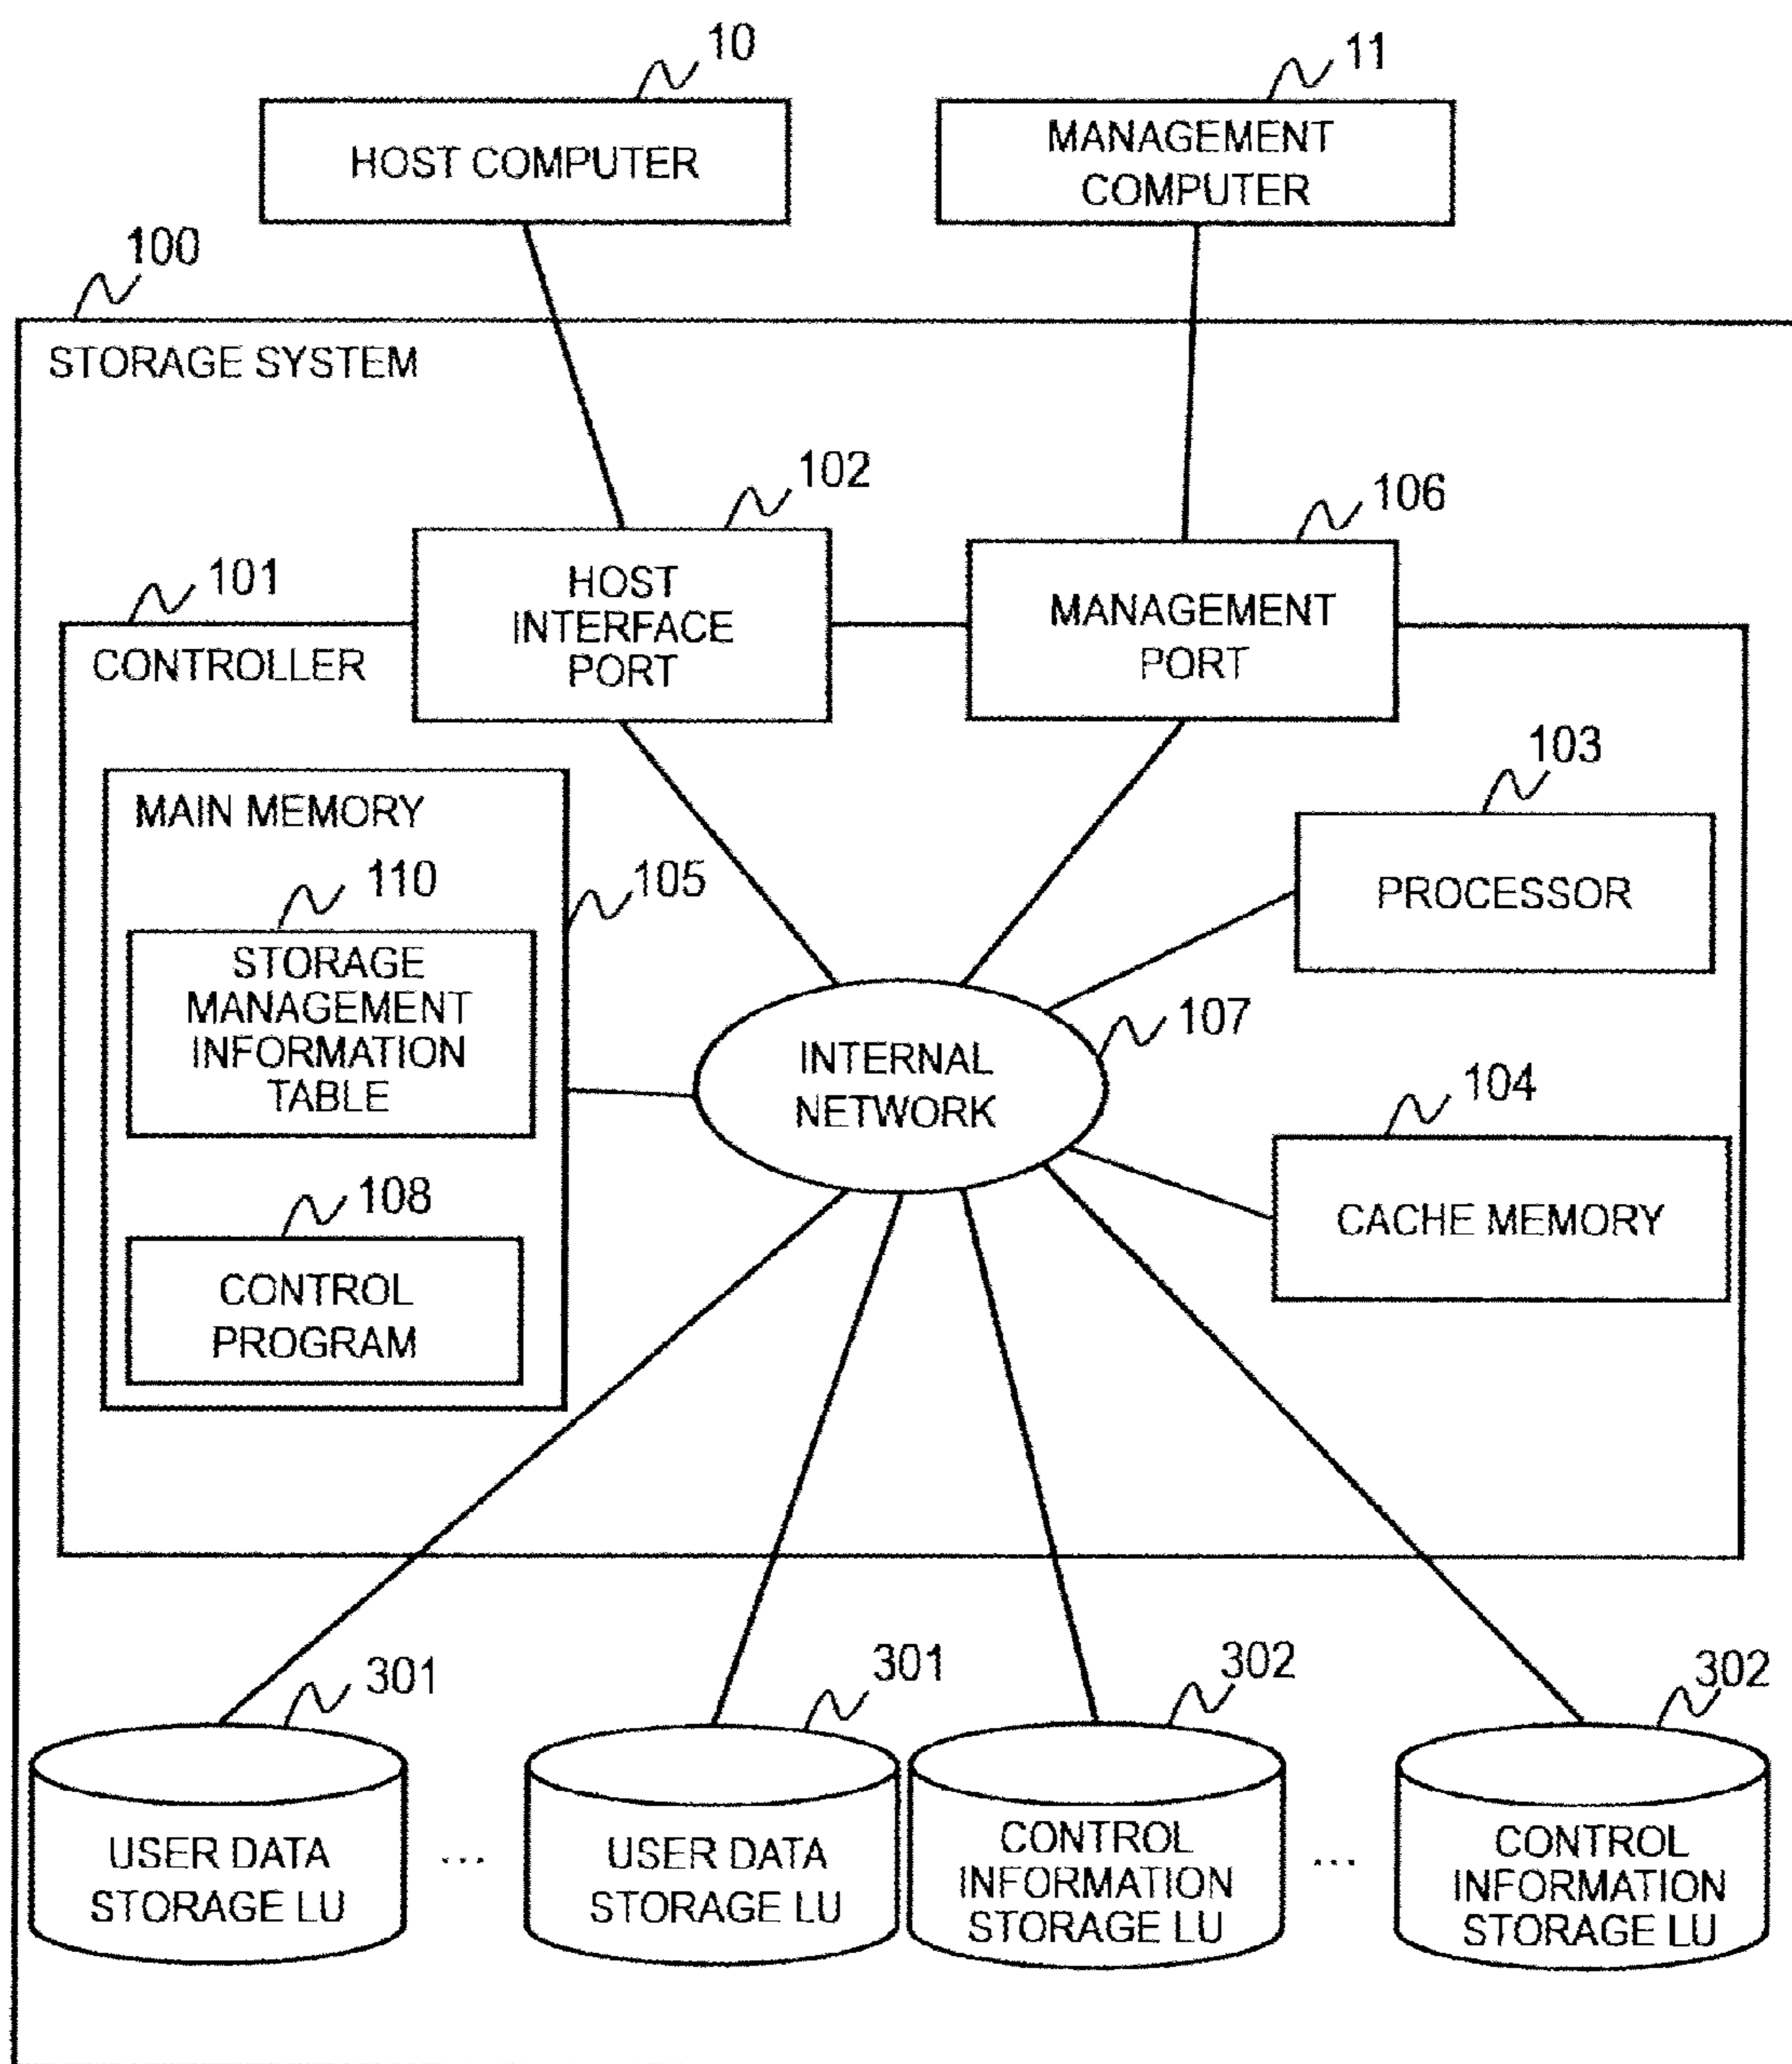 10
11
HOST COMPUTER
MANAGEMENT
COMPUTER
100
STORAGE SYSTEM
102
106
101
HOST
INTERFACE
PORT
MANAGEMENT
PORT
CONTROLLER
103
MAIN MEMORY
PROCESSOR
110
105
STORAGE
MANAGEMENT
INFORMATION
TABLE
107
INTERNAL
NETWORK
104
CACHE MEMORY
108
CONTROL
PROGRAM
301
301
302
302
USER DATA
STORAGE LU
...
USER DATA
STORAGE LU
CONTROL
INFORMATION
STORAGE LU
...
CONTROL
INFORMATION
STORAGE LU